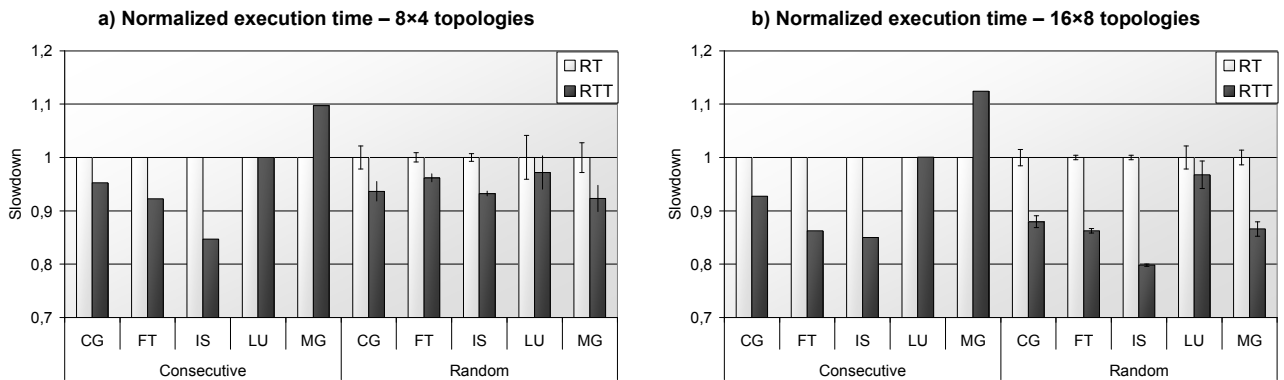 a) Normalized execution time – 8×4 topologies
1,2
1,1
1
0,9
0,8
0,7
Slowdown
RT
RTT
CG FT IS LU MG CG FT IS LU MG
Consecutive Random
b) Normalized execution time – 16×8 topologies
1,2
1,1
1
0,9
0,8
0,7
Slowdown
RT
RTT
CG FT IS LU MG CG FT IS LU MG
Consecutive Random